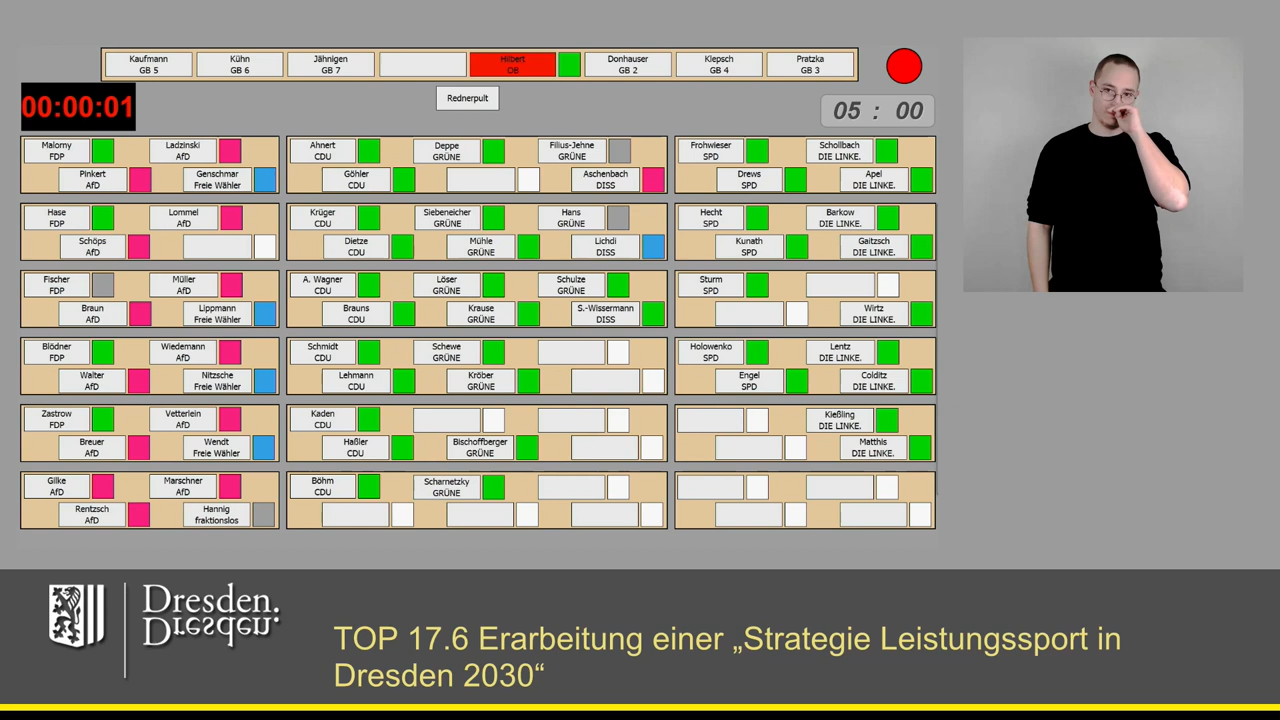 Kaufmann
GB 5
Kühn
GB 6
Jähnigen
GB 7
Hilbert
OB
Donhauser
GB 2
Klepsch
GB 4
Pratzka
GB 3
00:00:01
Rednerpult
05 : 00
Malorny
FDP
Ladzinski
AfD
Pinkert
AfD
Genschmar
Freie Wähler
Ahnert
CDU
Deppe
GRÜNE
Filius-Jehne
GRÜNE
Göhler
CDU
Aschenbach
DISS
Frohwieser
SPD
Schollbach
DIE LINKE.
Drews
SPD
Apel
DIE LINKE.
Hase
FDP
Lommel
AfD
Schöps
AfD
Krüger
CDU
Siebeneicher
GRÜNE
Hans
GRÜNE
Dietze
CDU
Mühle
GRÜNE
Lichdi
DISS
Hecht
SPD
Barkow
DIE LINKE.
Kunath
SPD
Gaitzsch
DIE LINKE.
Fischer
FDP
Müller
AfD
Braun
AfD
Lippmann
Freie Wähler
A. Wagner
CDU
Löser
GRÜNE
Schulze
GRÜNE
Brauns
CDU
Krause
GRÜNE
S.-Wissermann
DISS
Sturm
SPD
Wirtz
DIE LINKE.
Blödner
FDP
Wiedemann
AfD
Walter
AfD
Nitzsche
Freie Wähler
Schmidt
CDU
Schewe
GRÜNE
Lehmann
CDU
Kröber
GRÜNE
Holowenko
SPD
Lentz
DIE LINKE.
Engel
SPD
Colditz
DIE LINKE.
Zastrow
FDP
Vetterlein
AfD
Breuer
AfD
Wendt
Freie Wähler
Kaden
CDU
Haßler
CDU
Bischoffberger
GRÜNE
Kießling
DIE LINKE.
Matthis
DIE LINKE.
Gilke
AfD
Marschner
AfD
Rentzsch
AfD
Hannig
fraktionslos
Böhm
CDU
Scharnetzky
GRÜNE
Dresden.
Dresden.
TOP 17.6 Erarbeitung einer „Strategie Leistungssport in
Dresden 2030“